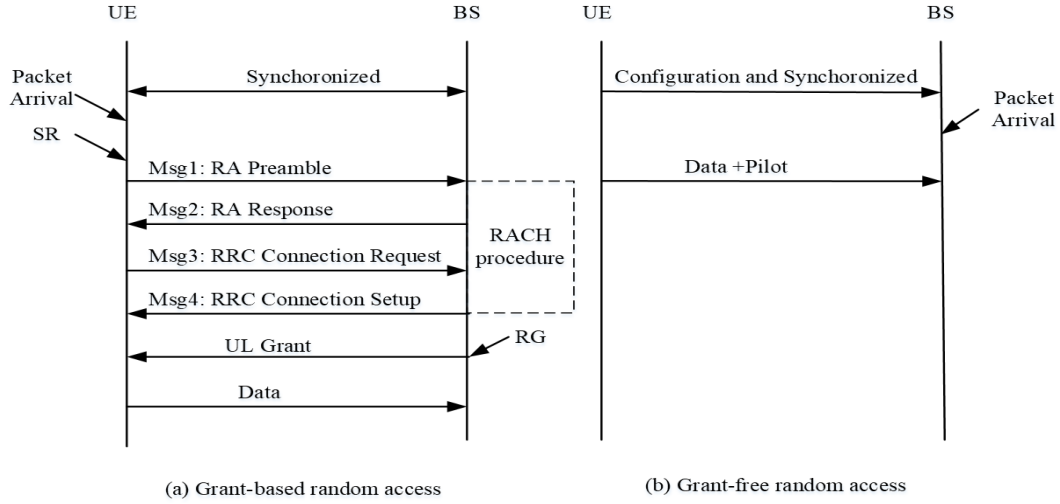 UE
BS
UE
BS
Synchoronized
Configuration and Synchoronized
Packet
Arrival
Packet
Arrival
SR
Msg1: RA Preamble
Data +Pilot
Msg2: RA Response
RACH
procedure
Msg3: RRC Connection Request
Msg4: RRC Connection Setup
RG
UL Grant
Data
(a) Grant-based random access
(b) Grant-free random access